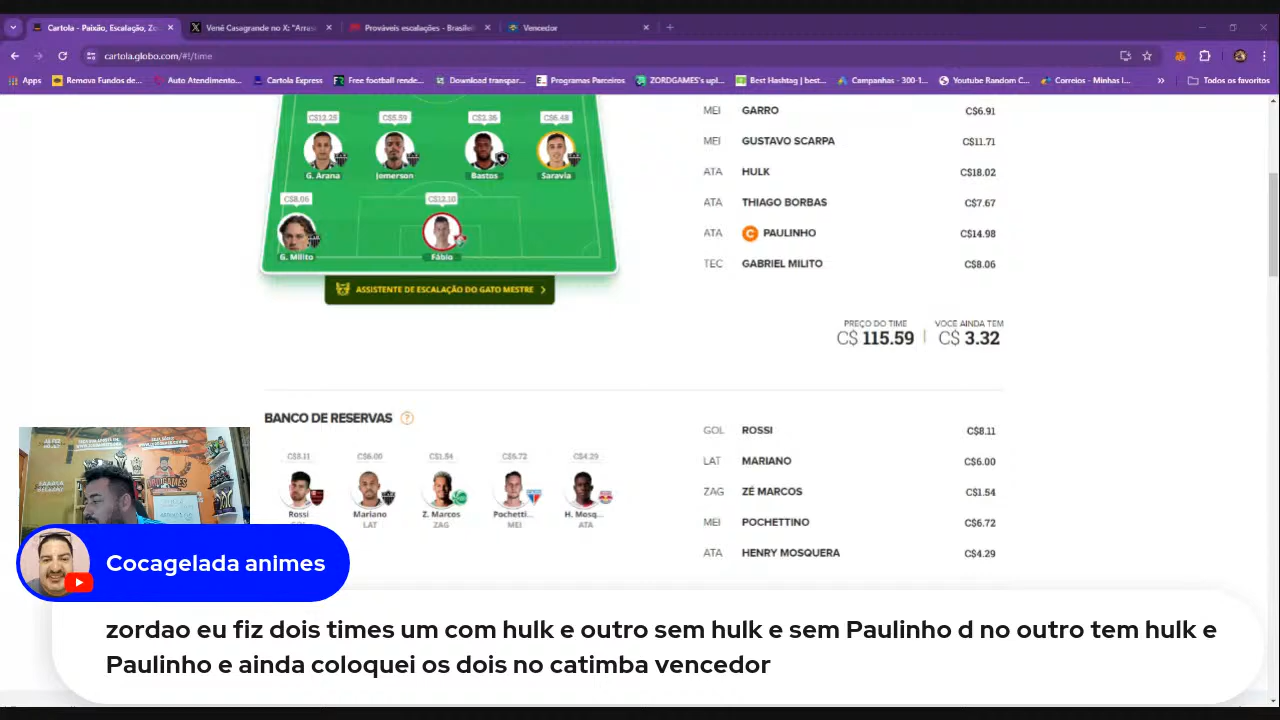 Cartola - Paixão, Escalação, Zo
Venê Casagrande no X: "Arras
Prováveis escalações - Brasileir
Vencedor
cartola.globo.com/#!/time
Apps
Remova Fundos de...
Auto Atendimento...
Cartola Express
Free football rende...
Download transpar...
Programas Parceiros
ZORDGAMES's upl...
Best Hashtag | best...
Campanhas - 300-1...
Youtube Random C...
Correios - Minhas I...
Todos os favoritos
MEI GARRO C$6.91
C$12.25 C$5.59 C$2.36 C$6.48
MEI GUSTAVO SCARPA C$11.71
G. Arana Jemerson Bastos Saravia
ATA HULK C$18.02
C$8.06 C$12.10
ATA THIAGO BORBAS C$7.67
ATA C PAULINHO C$14.98
G. Milito Fábio
TEC GABRIEL MILITO C$8.06
ASSISTENTE DE ESCALAÇÃO DO GATO MESTRE
PREÇO DO TIME VOCÊ AINDA TEM
C$ 115.59 C$ 3.32
BANCO DE RESERVAS ?
GOL ROSSI C$8.11
C$8.11 C$6.00 C$1.54 C$6.72 C$4.29
LAT MARIANO C$6.00
ZAG ZÉ MARCOS C$1.54
Rossi Mariano Z. Marcos Pochetti... H. Mosq...
LAT ZAG MEI ATA
MEI POCHETTINO C$6.72
ATA HENRY MOSQUERA C$4.29
Cocagelada animes
zordao eu fiz dois times um com hulk e outro sem hulk e sem Paulinho d no outro tem hulk e
Paulinho e ainda coloquei os dois no catimba vencedor